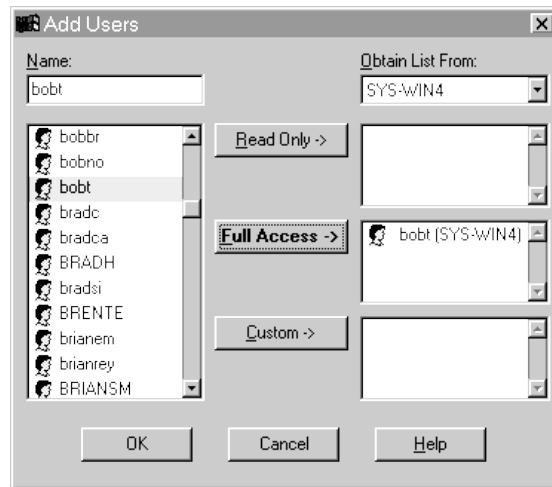 Add Users
Name:
bobt
Obtain List From:
SYS-WIN4
bobbr
bobno
bobt
bradc
bradca
BRADH
bradsi
BRENTE
brianem
brianrey
BRIANSM
Read Only ->
Full Access ->
bobt (SYS-WIN4)
Custom ->
OK
Cancel
Help